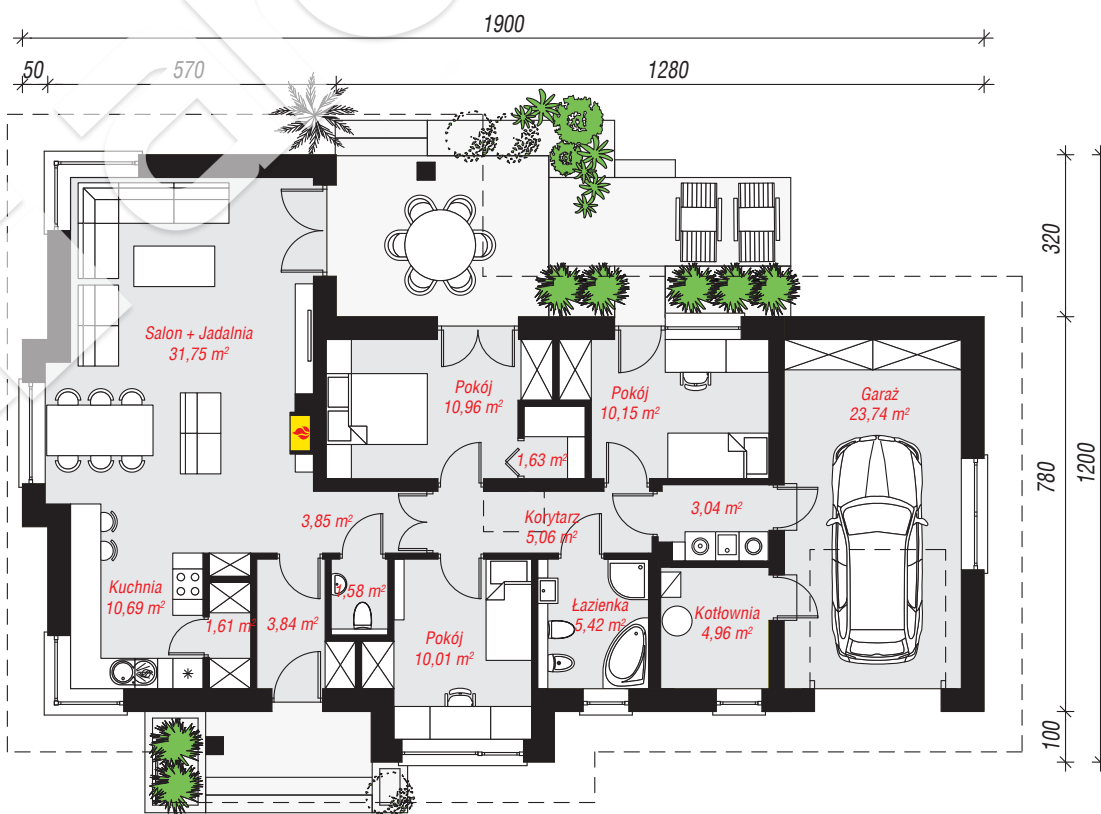 1900
50
570
1280
320
780
1200
100
Salon + Jadalnia
31,75 m²
Pokój
10,96 m²
Pokój
10,15 m²
Garaż
23,74 m²
1,63 m²
3,85 m²
Korytarz
5,06 m²
3,04 m²
Kuchnia
10,69 m²
1,61 m²
3,84 m²
1,58 m²
Pokój
10,01 m²
Łazienka
5,42 m²
Kotłownia
4,96 m²